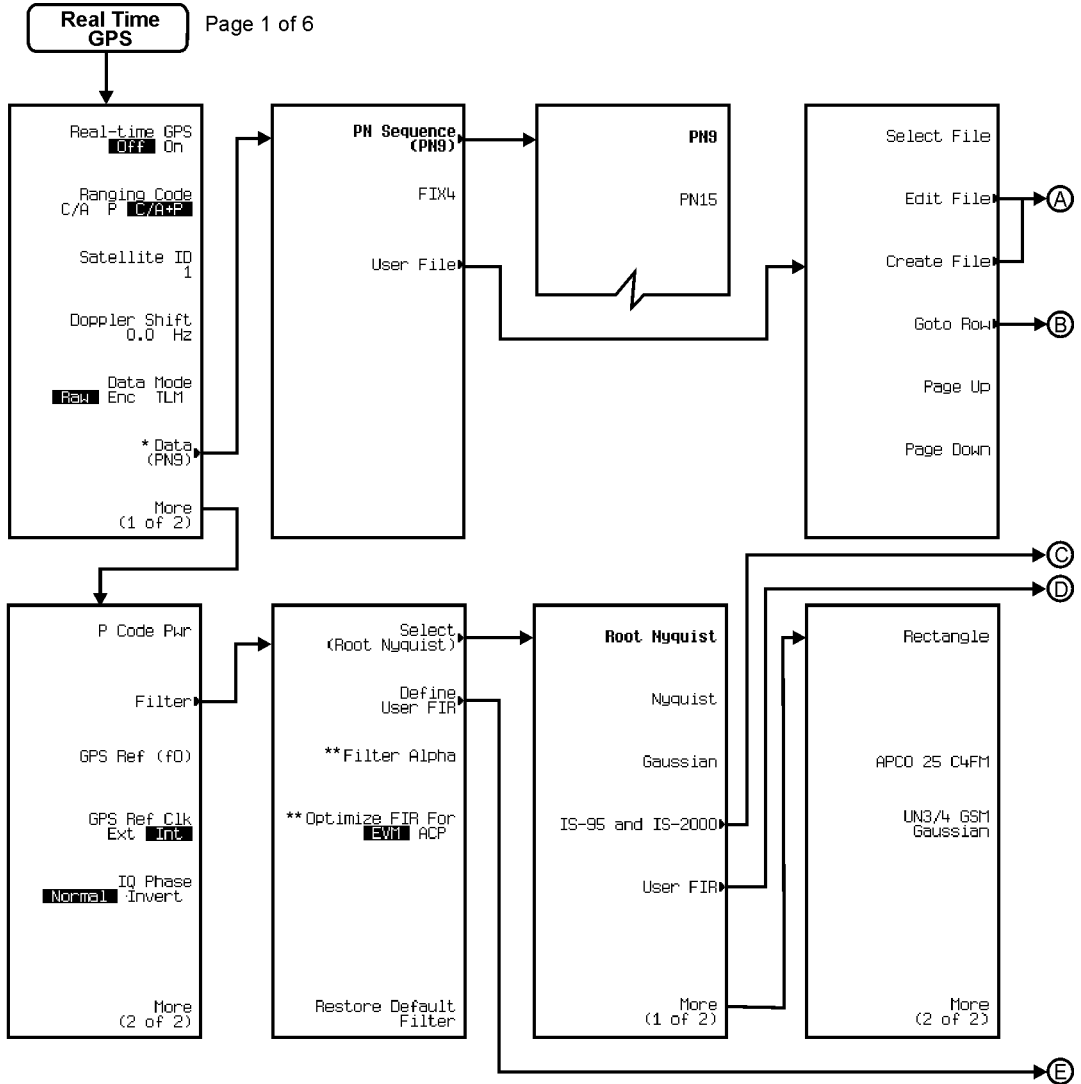 Real Time
GPS
Page 1 of 6
Real-time GPS
Off On
Ranging Code
C/A P C/A+P
Satellite ID
1
Doppler Shift
0.0 Hz
Data Mode
Raw Enc TLM
*Data
(PN9)
More
(1 of 2)
PN Sequence
(PN9)
FIX4
User File
PN9
PN15
Select File
Edit File
Create File
Goto Row
Page Up
Page Down
A
B
C
D
P Code Pwr
Filter
GPS Ref (f0)
GPS Ref Clk
Ext Int
IQ Phase
Normal Invert
More
(2 of 2)
Select
(Root Nyquist)
Define
User FIR
**Filter Alpha
**Optimize FIR For
EVM ACP
Restore Default
Filter
Root Nyquist
Nyquist
Gaussian
IS-95 and IS-2000
User FIR
More
(1 of 2)
Rectangle
APCO 25 C4FM
UN3/4 GSM
Gaussian
More
(2 of 2)
E